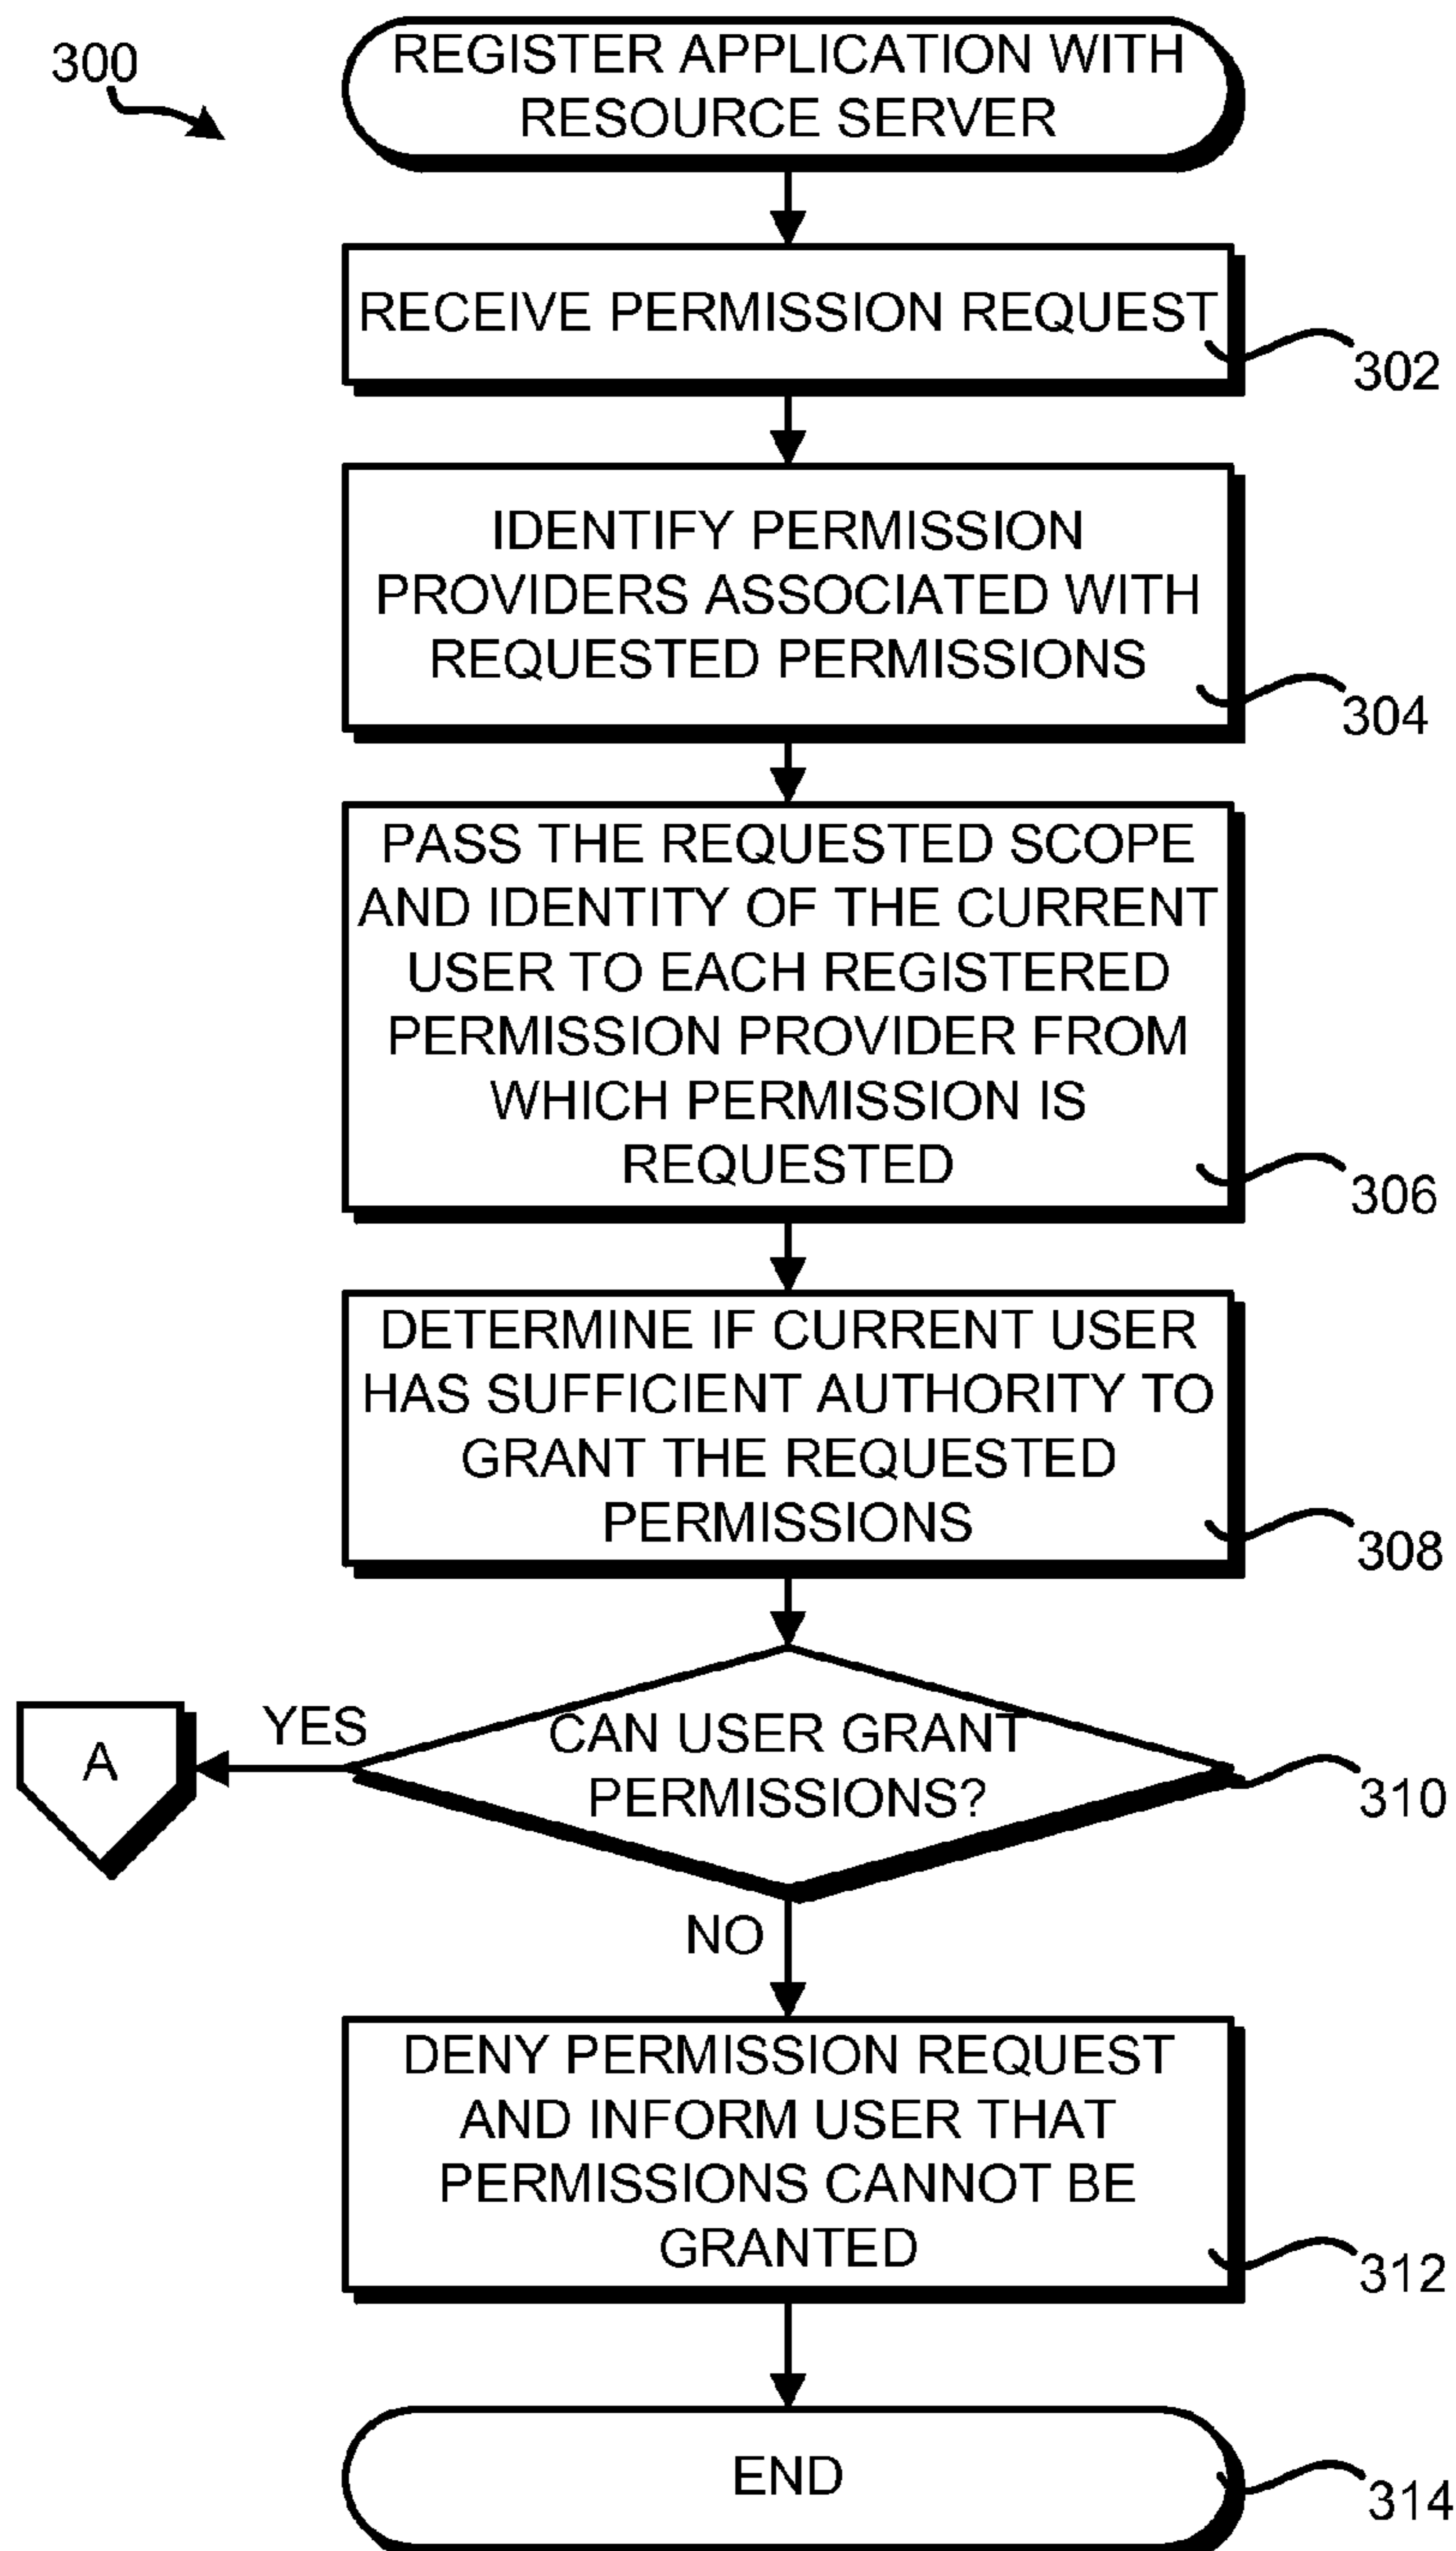 300
REGISTER APPLICATION WITH
RESOURCE SERVER
RECEIVE PERMISSION REQUEST
302
IDENTIFY PERMISSION
PROVIDERS ASSOCIATED WITH
REQUESTED PERMISSIONS
304
PASS THE REQUESTED SCOPE
AND IDENTITY OF THE CURRENT
USER TO EACH REGISTERED
PERMISSION PROVIDER FROM
WHICH PERMISSION IS
REQUESTED
306
DETERMINE IF CURRENT USER
HAS SUFFICIENT AUTHORITY TO
GRANT THE REQUESTED
PERMISSIONS
308
A
YES
CAN USER GRANT
PERMISSIONS?
310
NO
DENY PERMISSION REQUEST
AND INFORM USER THAT
PERMISSIONS CANNOT BE
GRANTED
312
END
314